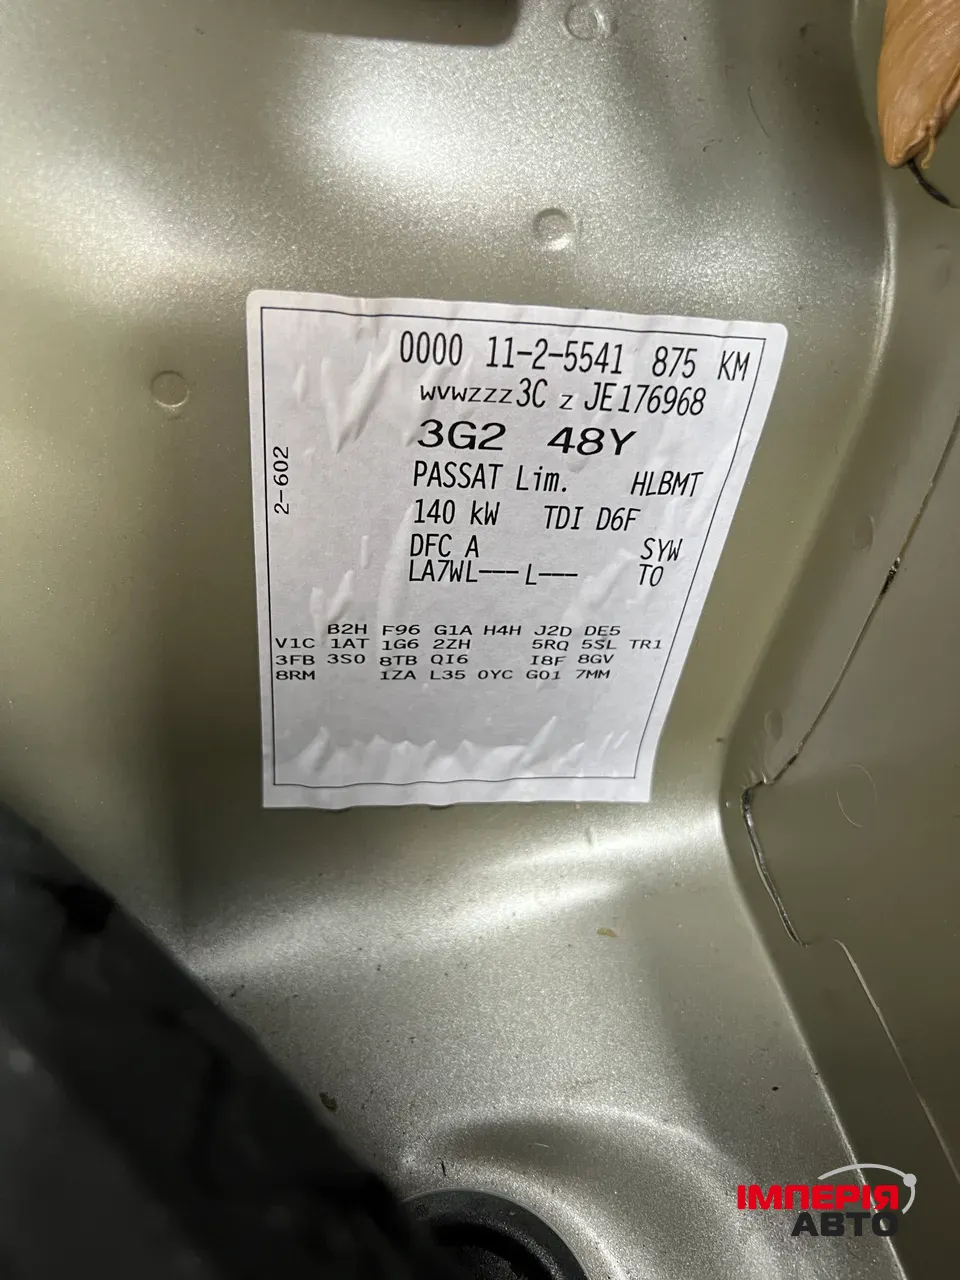 0000 11-2-5541 875 KM
WVWZZZ3C Z JE176968
3G2 48Y
PASSAT Lim. HLBMT
140 kW TDI D6F
DFC A SYW
LA7WL--- L--- TO
2-602
B2H F96 G1A H4H J2D DE5
V1C 1AT 1G6 2ZH 5RQ 5SL TR1
3FB 3S0 8TB QI6 I8F 8GV
8RM 1ZA L35 0YC G01 7MM
ІМПЕРІЯ
АВТО